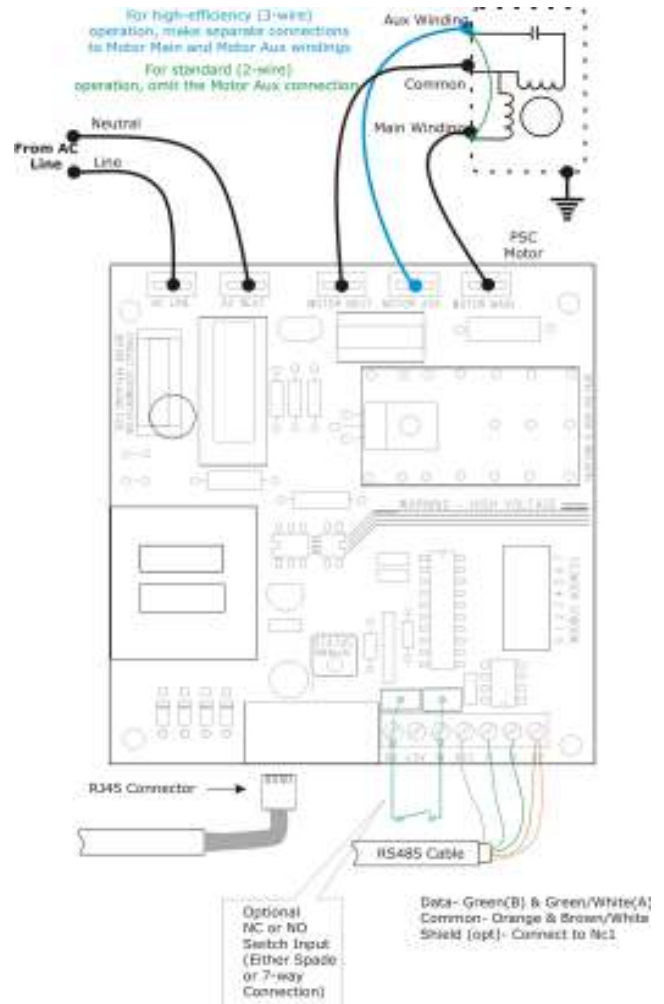 For high-efficiency (3-wire)
operation, make separate connections
to Motor Main and Motor Aux windings
For standard (2-wire)
operation, omit the Motor Aux connection
Aux Winding
Common
Main Winding
Neutral
From AC
Line
Line
PSC
Motor
AC LINE
AC NEUT
MOTOR NEUT
MOTOR AUX
MOTOR MAIN
WARNING - HIGH VOLTAGE
MODBUS ADDRESS
RJ45 Connector
RS485 Cable
Optional
NC or NO
Switch Input
(Either Spade
or 7-way
Connection)
Data- Green(B) & Green/White(A)
Common- Orange & Brown/White
Shield (opt)- Connect to Nc1